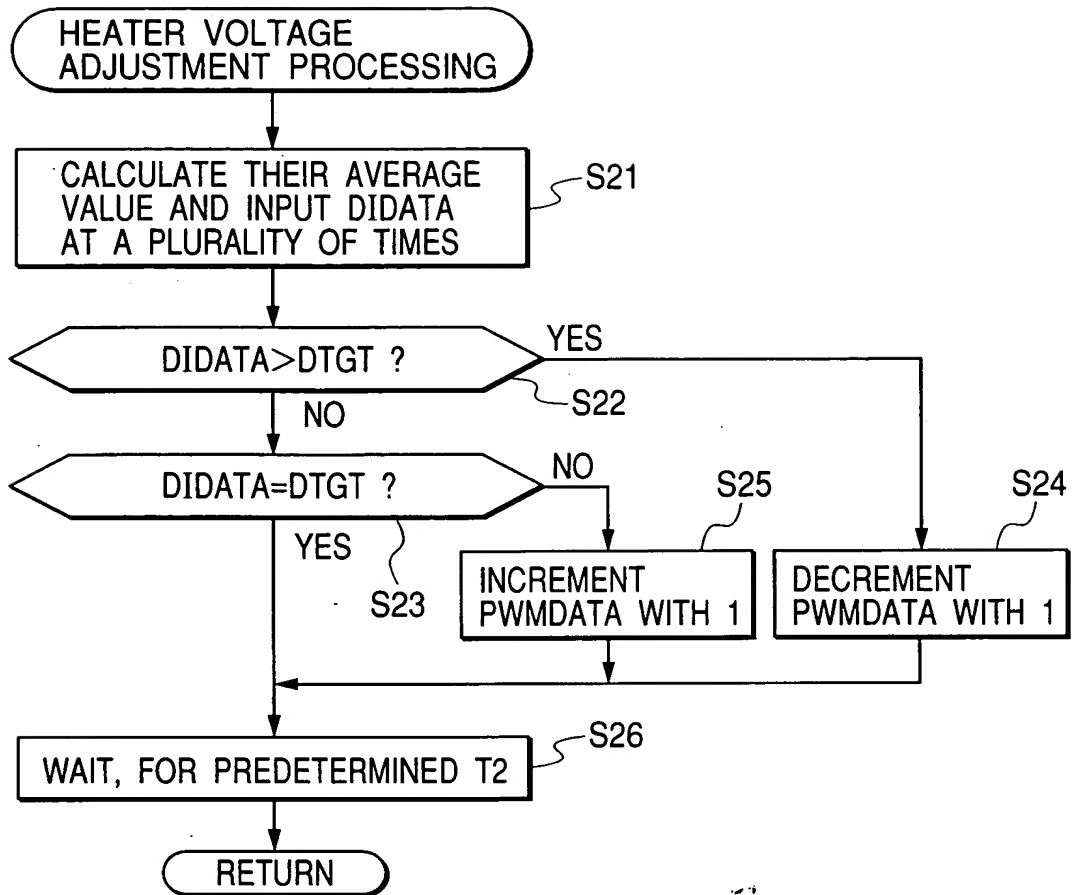 HEATER VOLTAGE
ADJUSTMENT PROCESSING
CALCULATE THEIR AVERAGE
VALUE AND INPUT DIDATA
AT A PLURALITY OF TIMES
S21
DIDATA>DTGT ?
YES
S22
NO
DIDATA=DTGT ?
NO
S25
S24
YES
S23
INCREMENT
PWMDATA WITH 1
DECREMENT
PWMDATA WITH 1
S26
WAIT, FOR PREDETERMINED T2
RETURN